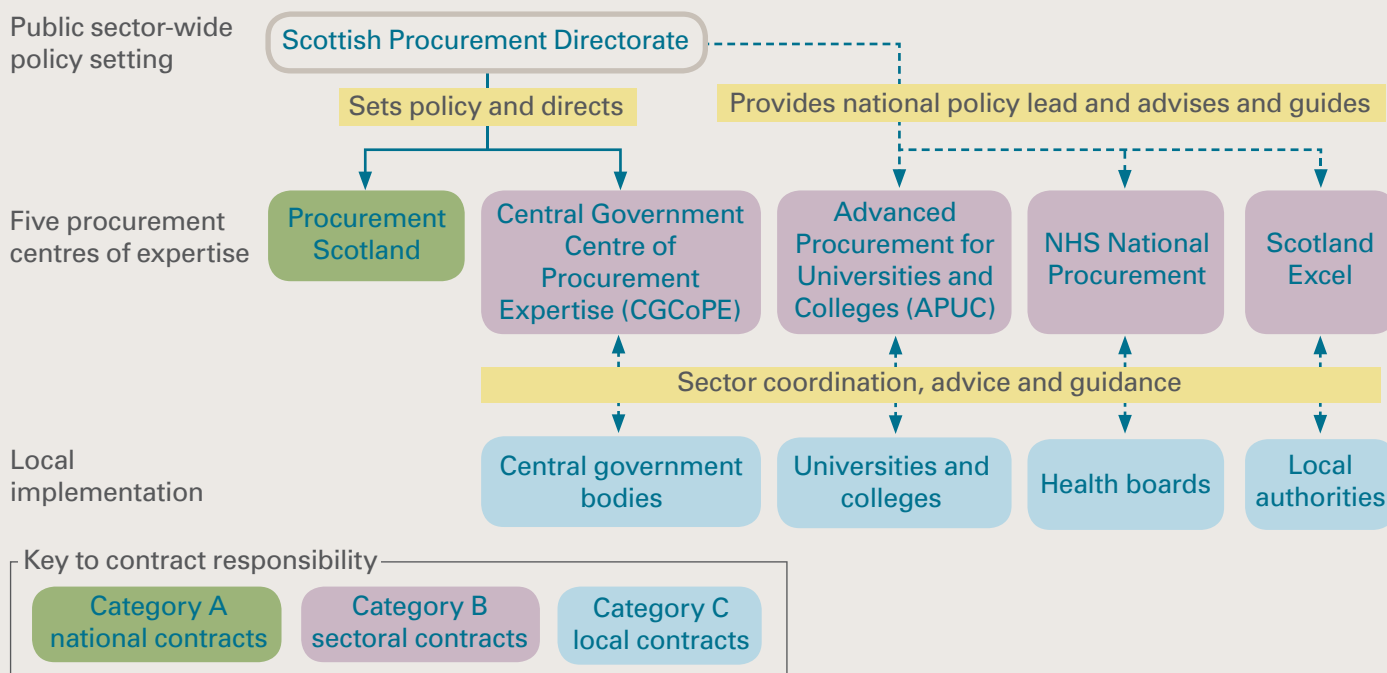 Public sector-wide
policy setting
Scottish Procurement Directorate
Sets policy and directs
Provides national policy lead and advises and guides
Five procurement
centres of expertise
Procurement
Scotland
Central Government
Centre of
Procurement
Expertise (CGCoPE)
Advanced
Procurement for
Universities and
Colleges (APUC)
NHS National
Procurement
Scotland
Excel
Sector coordination, advice and guidance
Local
implementation
Central government
bodies
Universities and
colleges
Health boards
Local
authorities
Key to contract responsibility
Category A
national contracts
Category B
sectoral contracts
Category C
local contracts